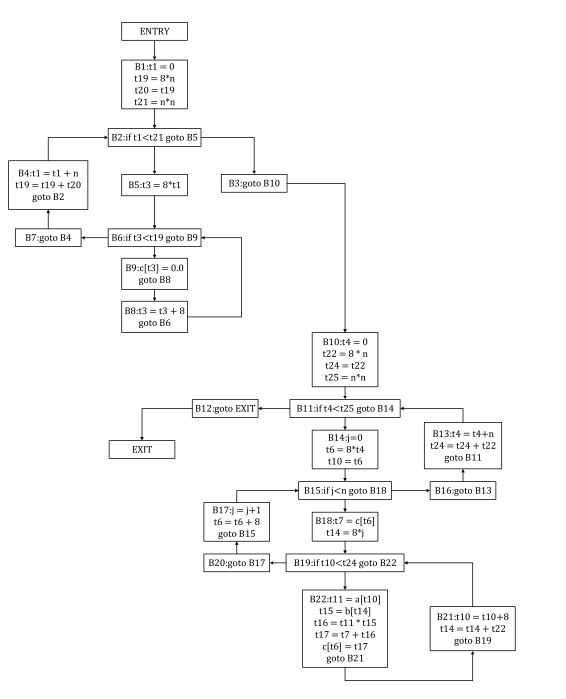 ENTRY
B1:t1 = 0
t19 = 8*n
t20 = t19
t21 = n*n
B2:if t1<t21 goto B5
B4:t1 = t1 + n
t19 = t19 + t20
goto B2
B5:t3 = 8*t1
B3:goto B10
B7:goto B4
B6:if t3<t19 goto B9
B9:c[t3] = 0.0
goto B8
B8:t3 = t3 + 8
goto B6
B10:t4 = 0
t22 = 8 * n
t24 = t22
t25 = n*n
B12:goto EXIT
B11:if t4<t25 goto B14
EXIT
B14:j=0
t6 = 8*t4
t10 = t6
B13:t4 = t4+n
t24 = t24 + t22
goto B11
B15:if j<n goto B18
B16:goto B13
B17:j = j+1
t6 = t6 + 8
goto B15
B18:t7 = c[t6]
t14 = 8*j
B20:goto B17
B19:if t10<t24 goto B22
B22:t11 = a[t10]
t15 = b[t14]
t16 = t11 * t15
t17 = t7 + t16
c[t6] = t17
goto B21
B21:t10 = t10+8
t14 = t14 + t22
goto B19